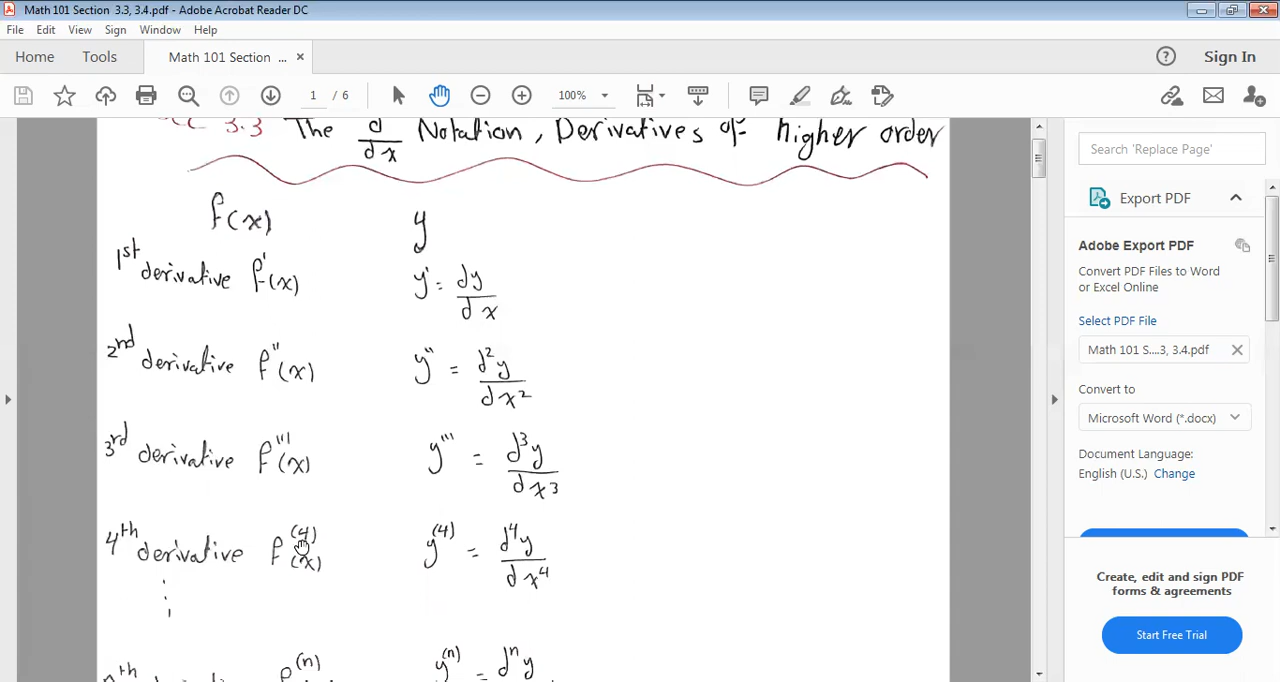 Math 101 Section 3.3, 3.4.pdf - Adobe Acrobat Reader DC
File Edit View Sign Window Help
Home Tools Math 101 Section ... × Sign In
1 / 6 100%
3.3 The d/dx Notation, Derivatives of higher order
f(x) y
1st derivative f'(x) y' = dy/dx
2rd derivative f''(x) y'' = d²y/dx²
3rd derivative f'''(x) y''' = d³y/dx³
4th derivative f(4)(x) y(4) = d⁴y/dx⁴
⋮
th (n) y(n) = dⁿy
Search 'Replace Page'
Export PDF
Adobe Export PDF
Convert PDF Files to Word
or Excel Online
Select PDF File
Math 101 S....3, 3.4.pdf ×
Convert to
Microsoft Word (*.docx)
Document Language:
English (U.S.) Change
Create, edit and sign PDF
forms & agreements
Start Free Trial